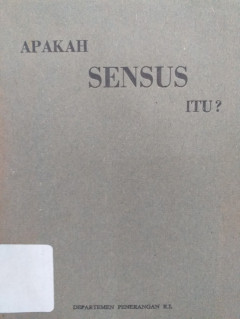 APAKAH
SENSUS
ITU?
DEPARTEMEN PENERANGAN R.I.